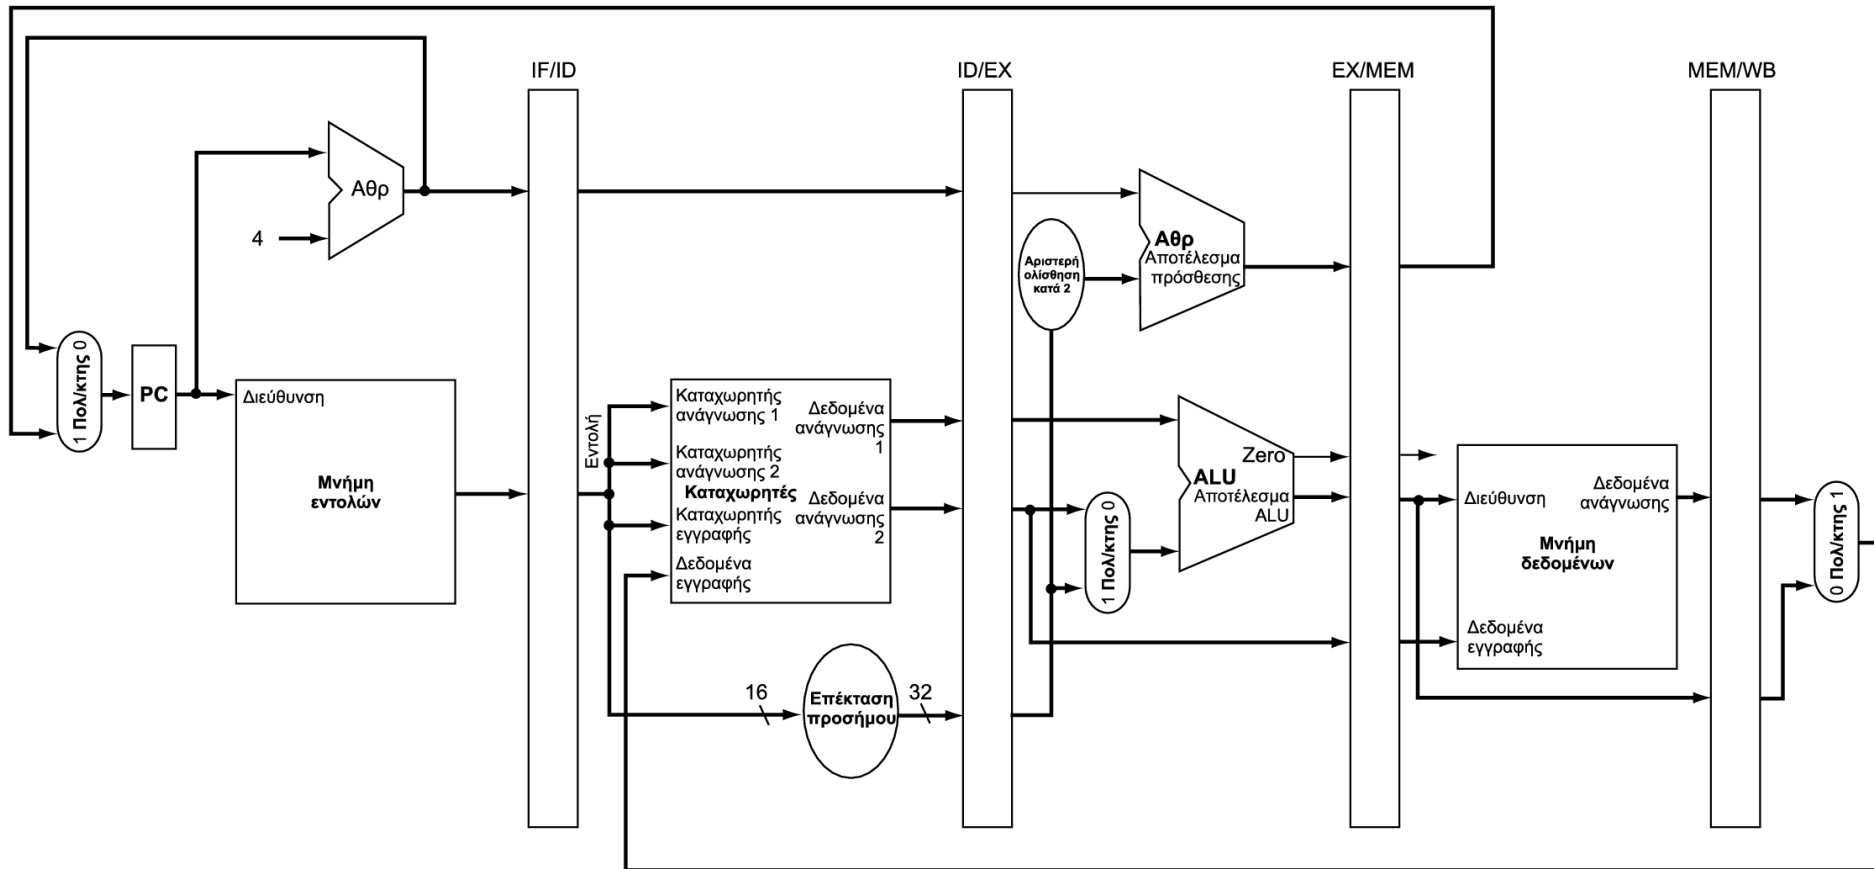 IF/ID
ID/EX
EX/MEM
MEM/WB
Αθρ
4
1 Πολ/κτης 0
PC
Διεύθυνση
Μνήμη
εντολών
Εντολή
Καταχωρητής
ανάγνωσης 1
Καταχωρητής
ανάγνωσης 2
Καταχωρητές
Καταχωρητής
εγγραφής
Δεδομένα
εγγραφής
Δεδομένα
ανάγνωσης
1
Δεδομένα
ανάγνωσης
2
16
Επέκταση
προσήμου
32
Αριστερή
ολίσθηση
κατά 2
Αθρ
Αποτέλεσμα
πρόσθεσης
1 Πολ/κτης 0
Zero
ALU
Αποτέλεσμα
ALU
Διεύθυνση
Δεδομένα
ανάγνωσης
Μνήμη
δεδομένων
Δεδομένα
εγγραφής
0 Πολ/κτης 1